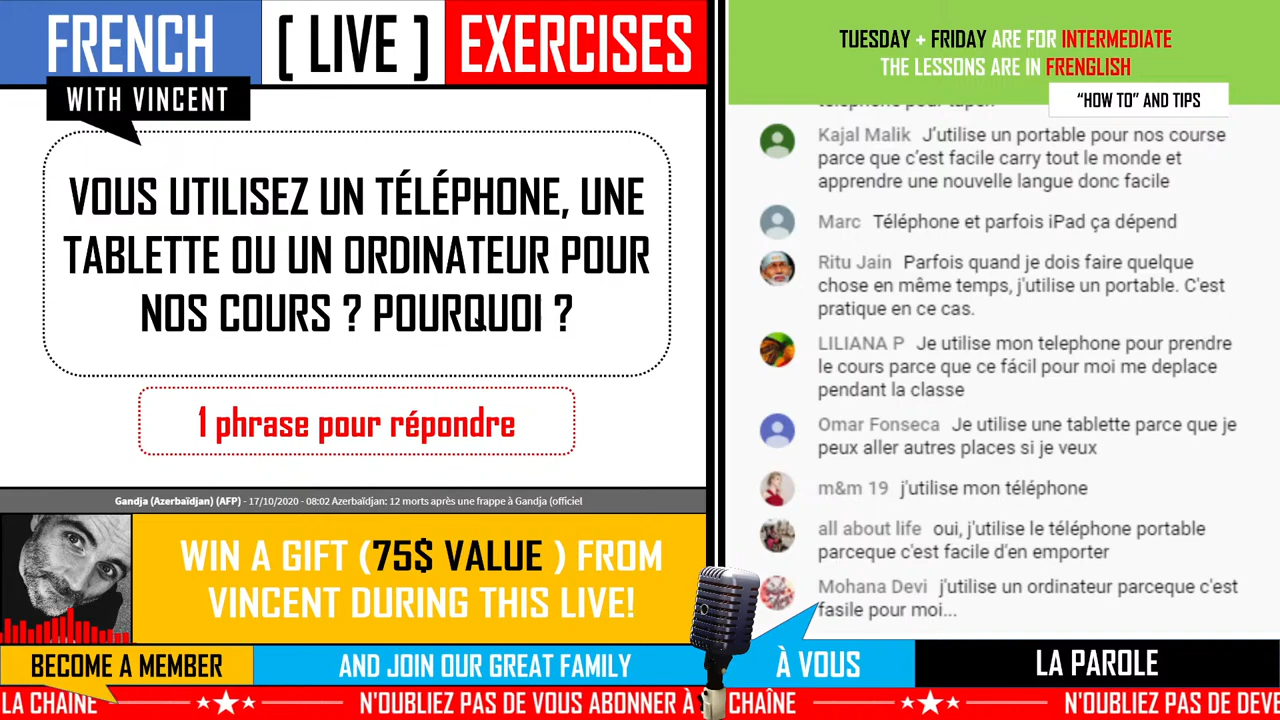 FRENCH [ LIVE ] EXERCISES
WITH VINCENT
VOUS UTILISEZ UN TÉLÉPHONE, UNE
TABLETTE OU UN ORDINATEUR POUR
NOS COURS ? POURQUOI ?
1 phrase pour répondre
Gandja (Azerbaïdjan) (AFP) - 17/10/2020 - 08:02 Azerbaïdjan: 12 morts après une frappe à Gandja (officiel
WIN A GIFT (75$ VALUE ) FROM
VINCENT DURING THIS LIVE!
BECOME A MEMBER
AND JOIN OUR GREAT FAMILY
TUESDAY + FRIDAY ARE FOR INTERMEDIATE
THE LESSONS ARE IN FRENGLISH
“HOW TO” AND TIPS
Kajal Malik J’utilise un portable pour nos course
parce que c’est facile carry tout le monde et
apprendre une nouvelle langue donc facile
Marc Téléphone et parfois iPad ça dépend
Ritu Jain Parfois quand je dois faire quelque
chose en même temps, j'utilise un portable. C'est
pratique en ce cas.
LILIANA P Je utilise mon telephone pour prendre
le cours parce que ce fácil pour moi me deplace
pendant la classe
Omar Fonseca Je utilise une tablette parce que je
peux aller autres places si je veux
m&m 19 j'utilise mon téléphone
all about life oui, j'utilise le téléphone portable
parceque c'est facile d'en emporter
Mohana Devi j'utilise un ordinateur parceque c'est
fasile pour moi...
À VOUS LA PAROLE
LA CHAÎNE N'OUBLIEZ PAS DE VOUS ABONNER À CHAÎNE N'OUBLIEZ PAS DE DEVE